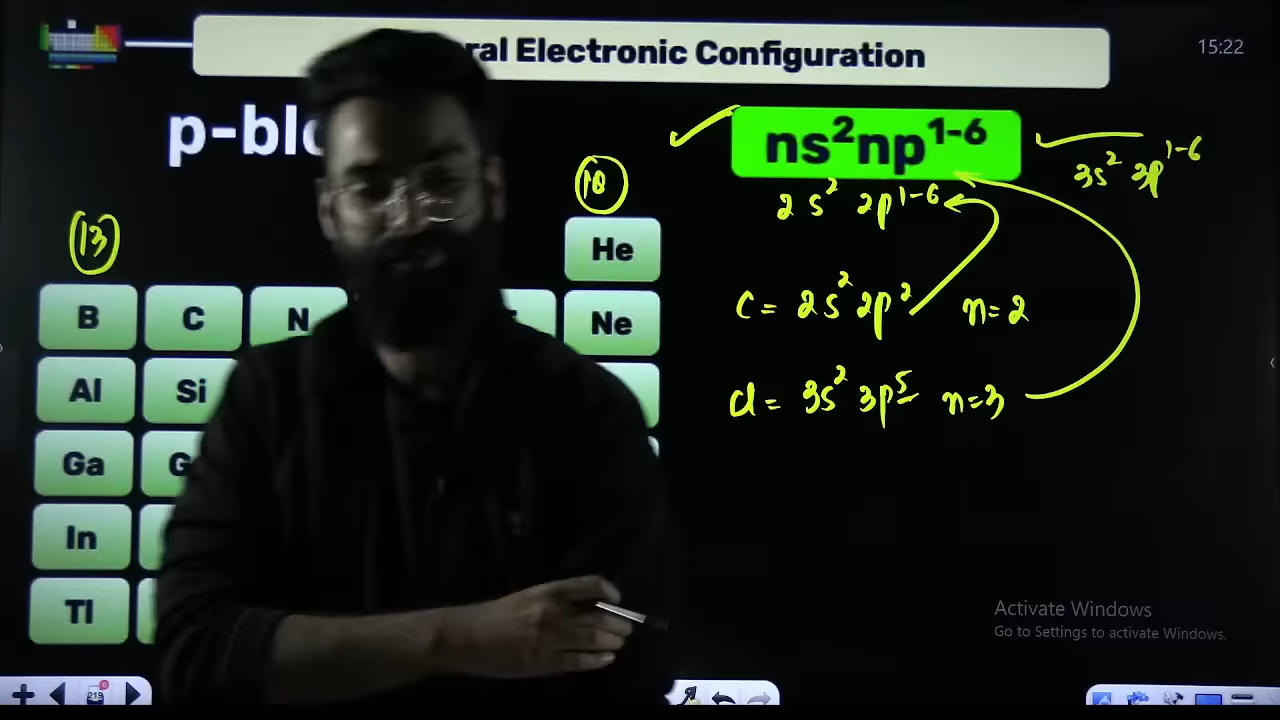 ral Electronic Configuration
15:22
p-blo
ns²np¹⁻⁶
3s² 3p¹⁻⁶
18
2s² 2p¹⁻⁶
13
He
B C N Ne
C = 2s² 2p² n=2
Al Si
Cl = 3s² 3p⁵ n=3
Ga G
In
Tl
Activate Windows
Go to Settings to activate Windows.
219